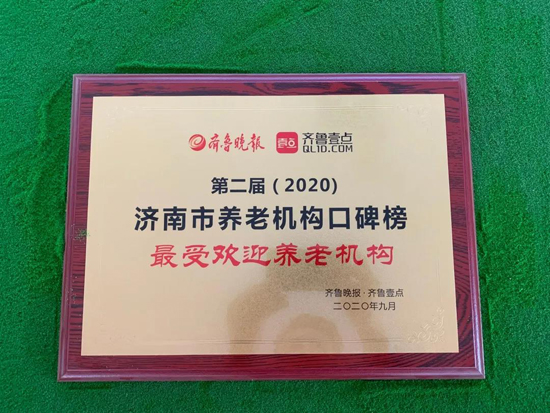 齐鲁晚报 壹点 齐鲁壹点
QL1D.COM
第二届(2020)
济南市养老机构口碑榜
最受欢迎养老机构
齐鲁晚报·齐鲁壹点
二〇二〇年九月